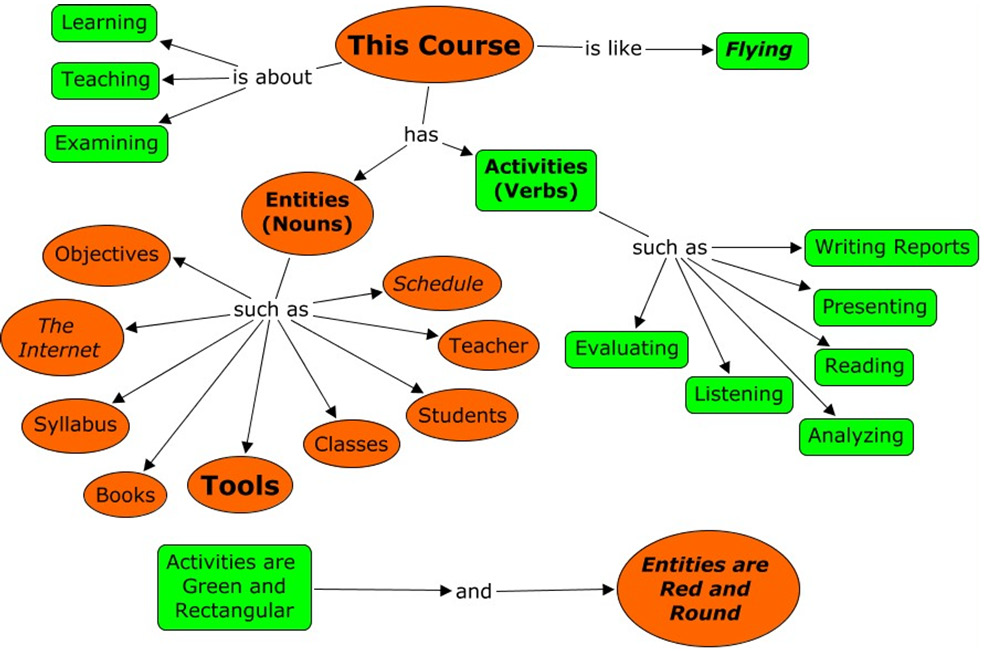 Learning
This Course
is like
Flying
Teaching
is about
Examining
has
Activities
(Verbs)
Entities
(Nouns)
such as
Writing Reports
Presenting
Reading
Analyzing
Listening
Evaluating
Objectives
The
Internet
such as
Schedule
Teacher
Students
Classes
Tools
Books
Syllabus
Activities are
Green and
Rectangular
and
Entities are
Red and
Round